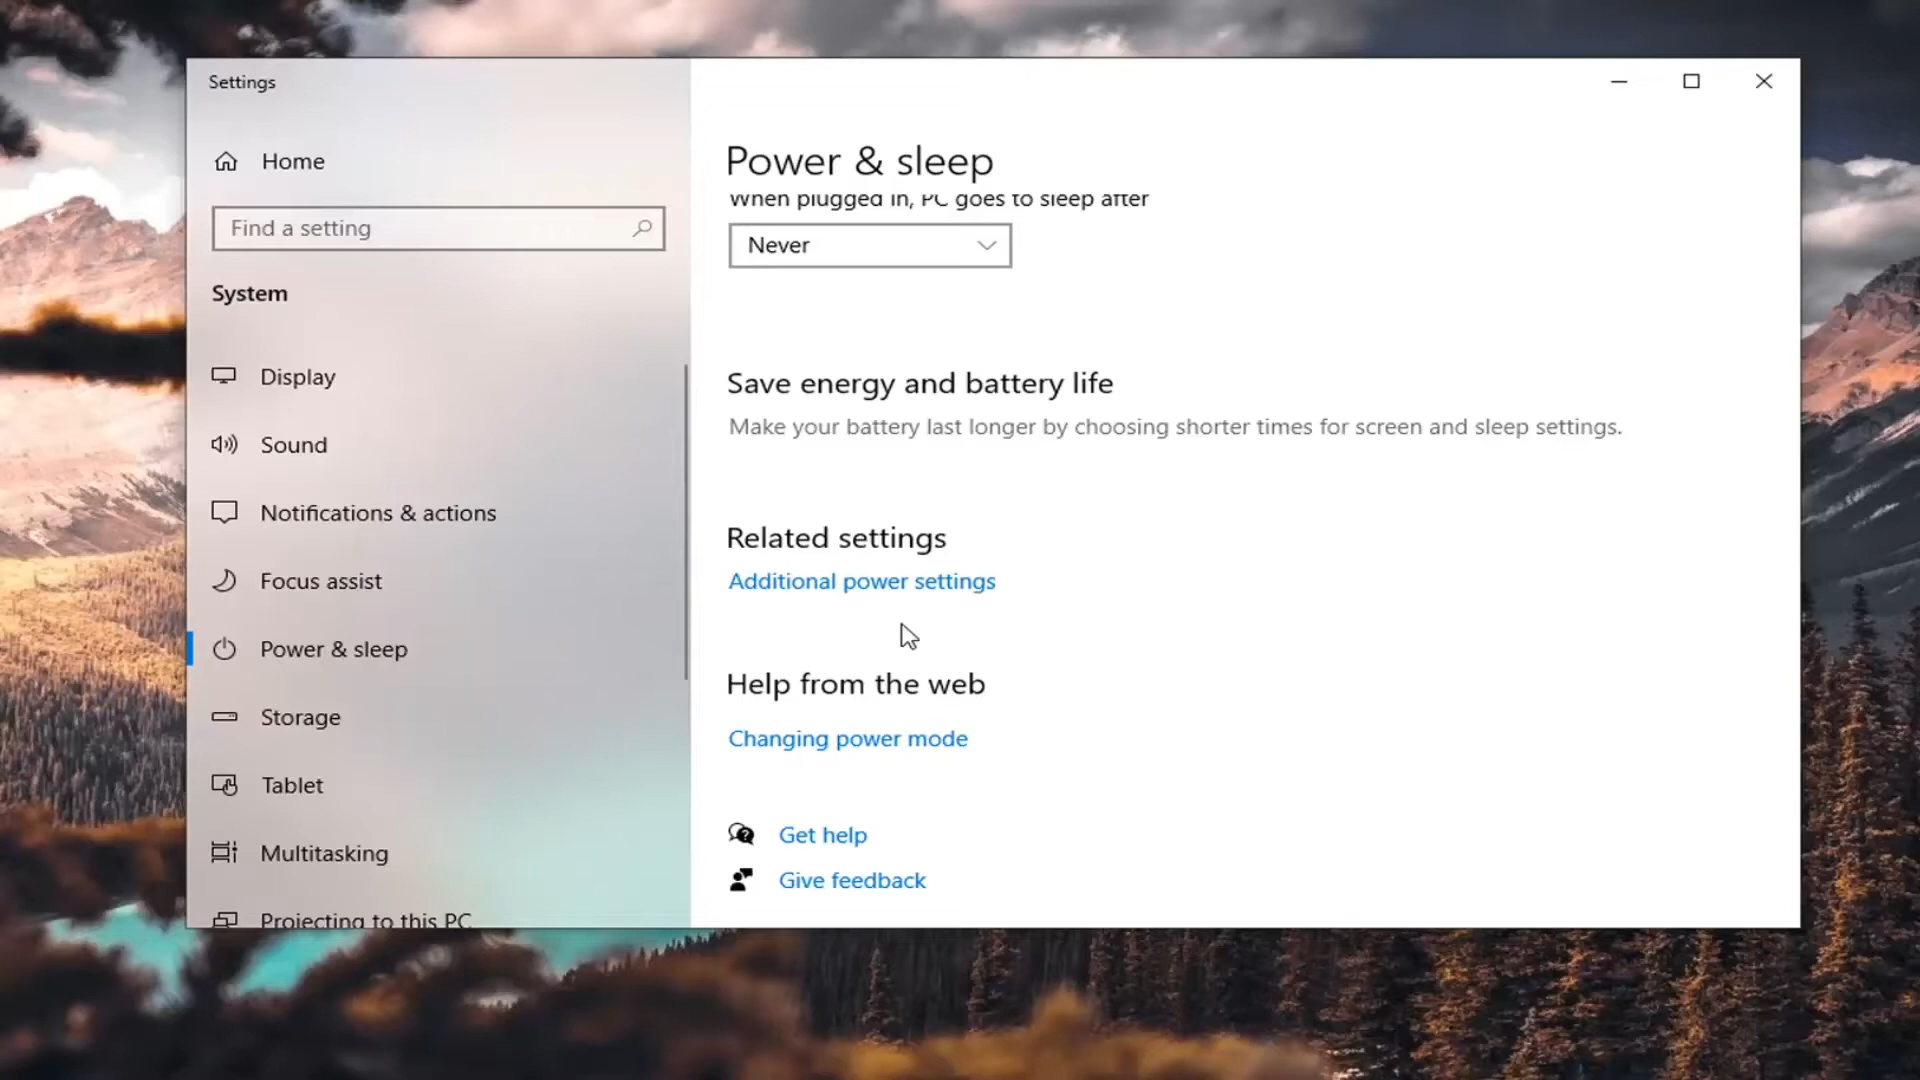 Settings
Home
Find a setting
System
Display
Sound
Notifications & actions
Focus assist
Power & sleep
Storage
Tablet
Multitasking
Projecting to this PC
Power & sleep
When plugged in, PC goes to sleep after
Never
Save energy and battery life
Make your battery last longer by choosing shorter times for screen and sleep settings.
Related settings
Additional power settings
Help from the web
Changing power mode
Get help
Give feedback